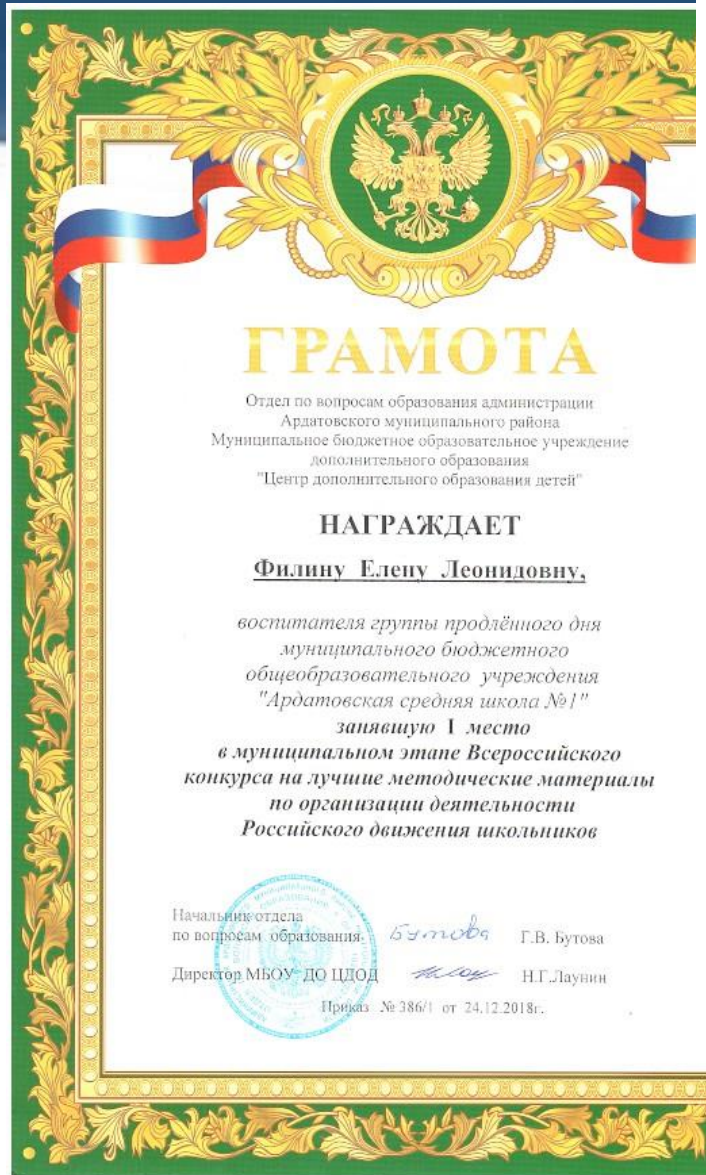 ГРАМОТА
Отдел по вопросам образования администрации
Ардатовского муниципального района
Муниципальное бюджетное образовательное учреждение
дополнительного образования
"Центр дополнительного образования детей"
НАГРАЖДАЕТ
Филину Елену Леонидовну,
воспитателя группы продлённого дня
муниципального бюджетного
общеобразовательного учреждения
"Ардатовская средняя школа №1"
занявшую I место
в муниципальном этапе Всероссийского
конкурса на лучшие методические материалы
по организации деятельности
Российского движения школьников
Начальник отдела
по вопросам образования Бутова Г.В. Бутова
Директор МБОУ ДО ЦДОД Н.Г.Лаунин
Приказ № 386/1 от 24.12.2018г.